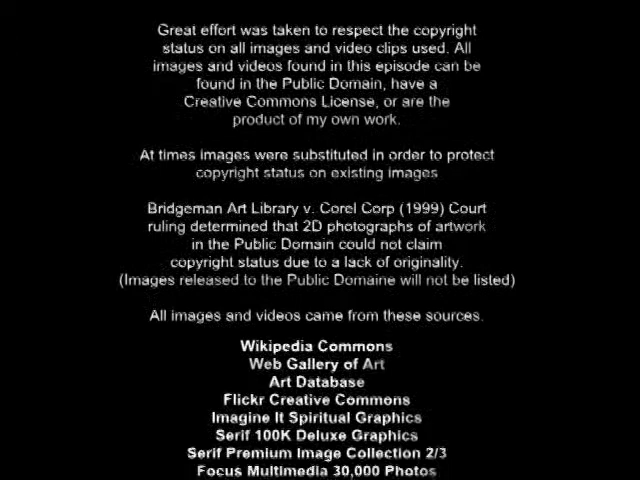 Great effort was taken to respect the copyright
status on all images and video clips used. All
images and videos found in this episode can be
found in the Public Domain, have a
Creative Commons License, or are the
product of my own work.
At times images were substituted in order to protect
copyright status on existing images
Bridgeman Art Library v. Corel Corp (1999) Court
ruling determined that 2D photographs of artwork
in the Public Domain could not claim
copyright status due to a lack of originality.
(Images released to the Public Domaine will not be listed)
All images and videos came from these sources.
Wikipedia Commons
Web Gallery of Art
Art Database
Flickr Creative Commons
Imagine It Spiritual Graphics
Serif 100K Deluxe Graphics
Serif Premium Image Collection 2/3
Focus Multimedia 30,000 Photos